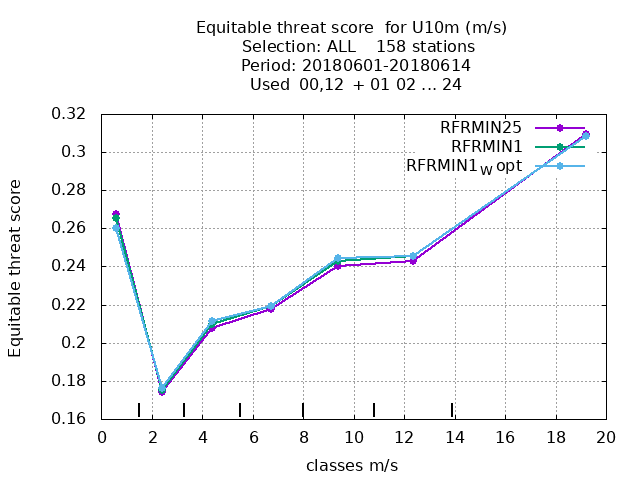 Equitable threat score for U10m (m/s)
Selection: ALL 158 stations
Period: 20180601-20180614
Used 00,12 + 01 02 ... 24
RFRMIN25
RFRMIN1
RFRMIN1W opt
Equitable threat score
0.32
0.3
0.28
0.26
0.24
0.22
0.2
0.18
0.16
0 2 4 6 8 10 12 14 16 18 20
classes m/s